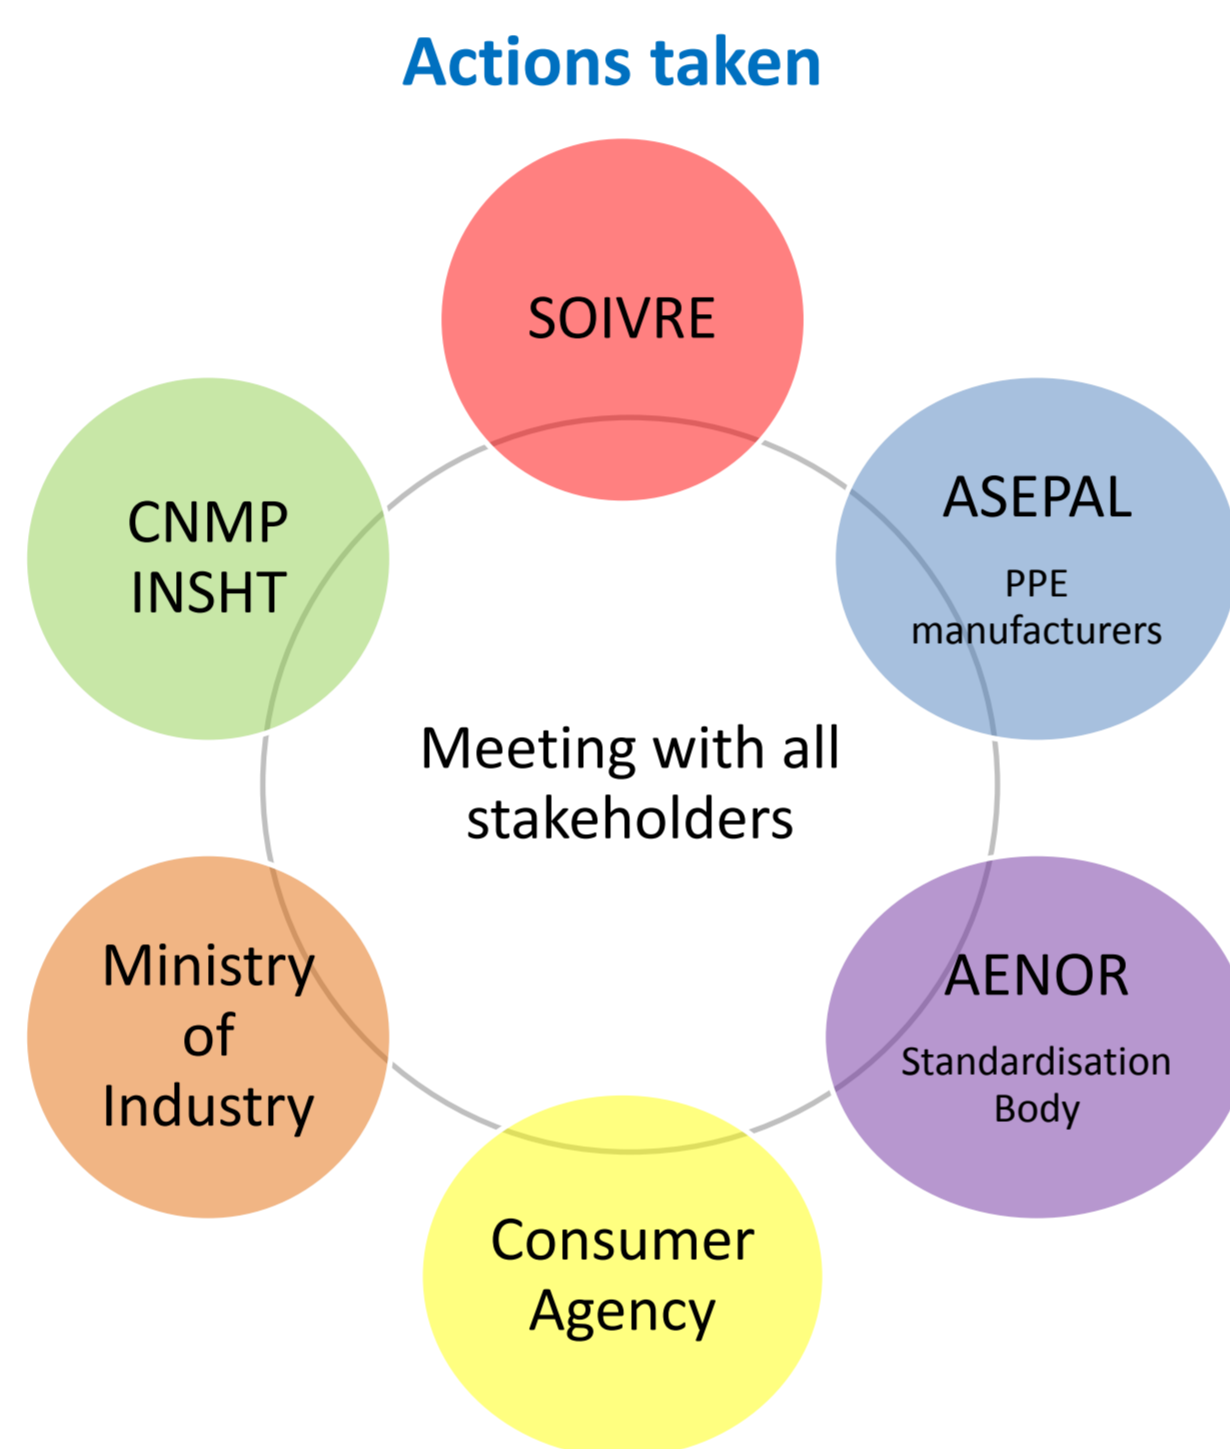 Actions taken
SOIVRE
ASEPAL
PPE
manufacturers
AENOR
Standardisation
Body
Consumer
Agency
Ministry
of
Industry
CNMP
INSHT
Meeting with all
stakeholders